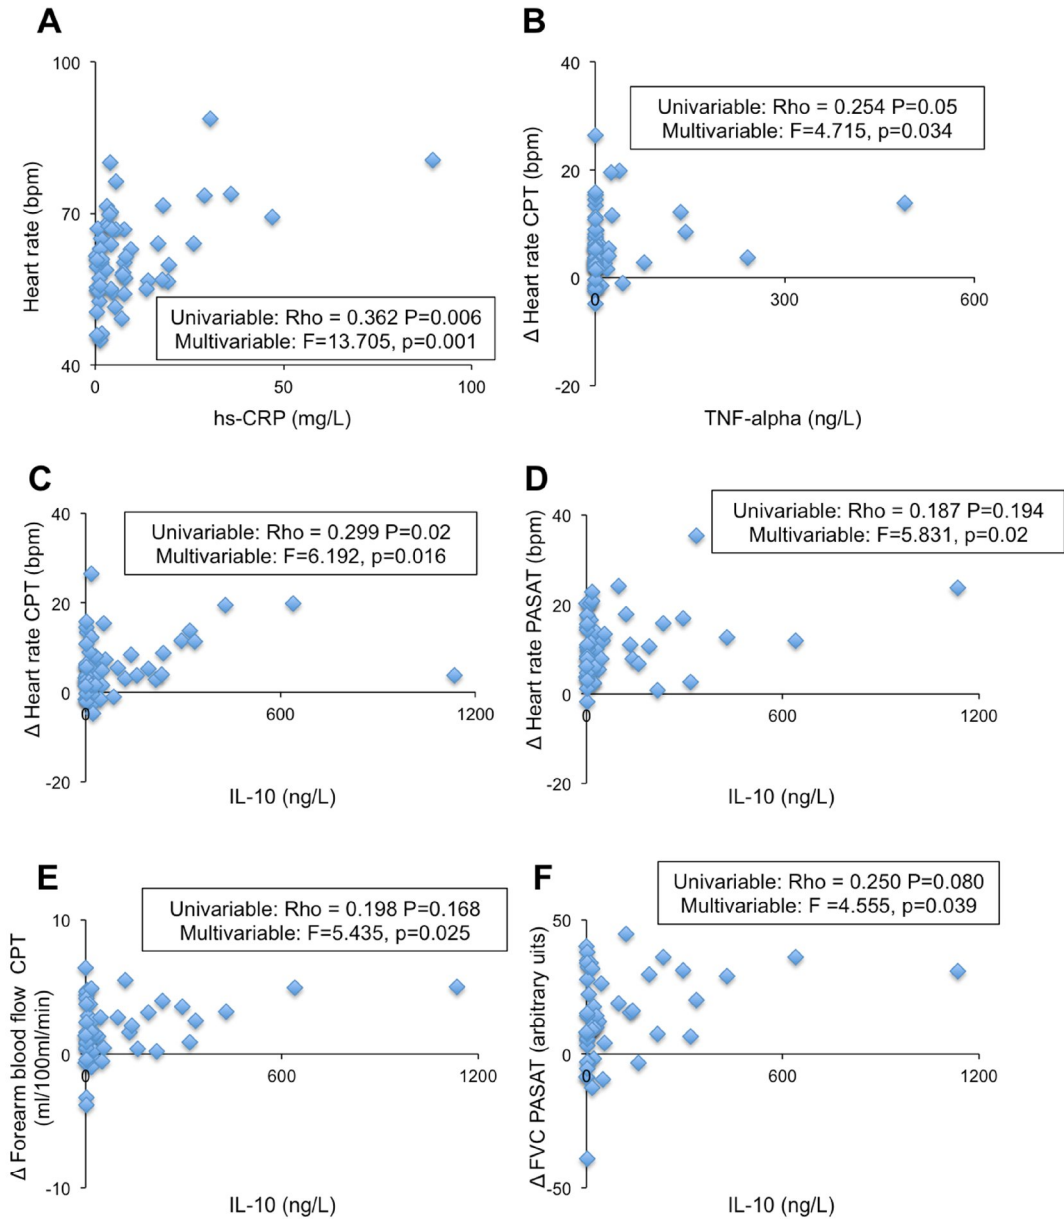 A
Heart rate (bpm)
100
70
40
Univariable: Rho = 0.362 P=0.006
Multivariable: F=13.705, p=0.001
0
50
100
hs-CRP (mg/L)
B
Δ Heart rate CPT (bpm)
40
20
0
-20
Univariable: Rho = 0.254 P=0.05
Multivariable: F=4.715, p=0.034
0
300
600
TNF-alpha (ng/L)
C
Δ Heart rate CPT (bpm)
40
20
0
-20
Univariable: Rho = 0.299 P=0.02
Multivariable: F=6.192, p=0.016
0
600
1200
IL-10 (ng/L)
D
Δ Heart rate PASAT (bpm)
40
20
0
-20
Univariable: Rho = 0.187 P=0.194
Multivariable: F=5.831, p=0.02
0
600
1200
IL-10 (ng/L)
E
Δ Forearm blood flow CPT
(ml/100ml/min)
10
0
-10
Univariable: Rho = 0.198 P=0.168
Multivariable: F=5.435, p=0.025
0
600
1200
IL-10 (ng/L)
F
Δ FVC PASAT (arbitrary uits)
50
0
-50
Univariable: Rho = 0.250 P=0.080
Multivariable: F =4.555, p=0.039
0
600
1200
IL-10 (ng/L)